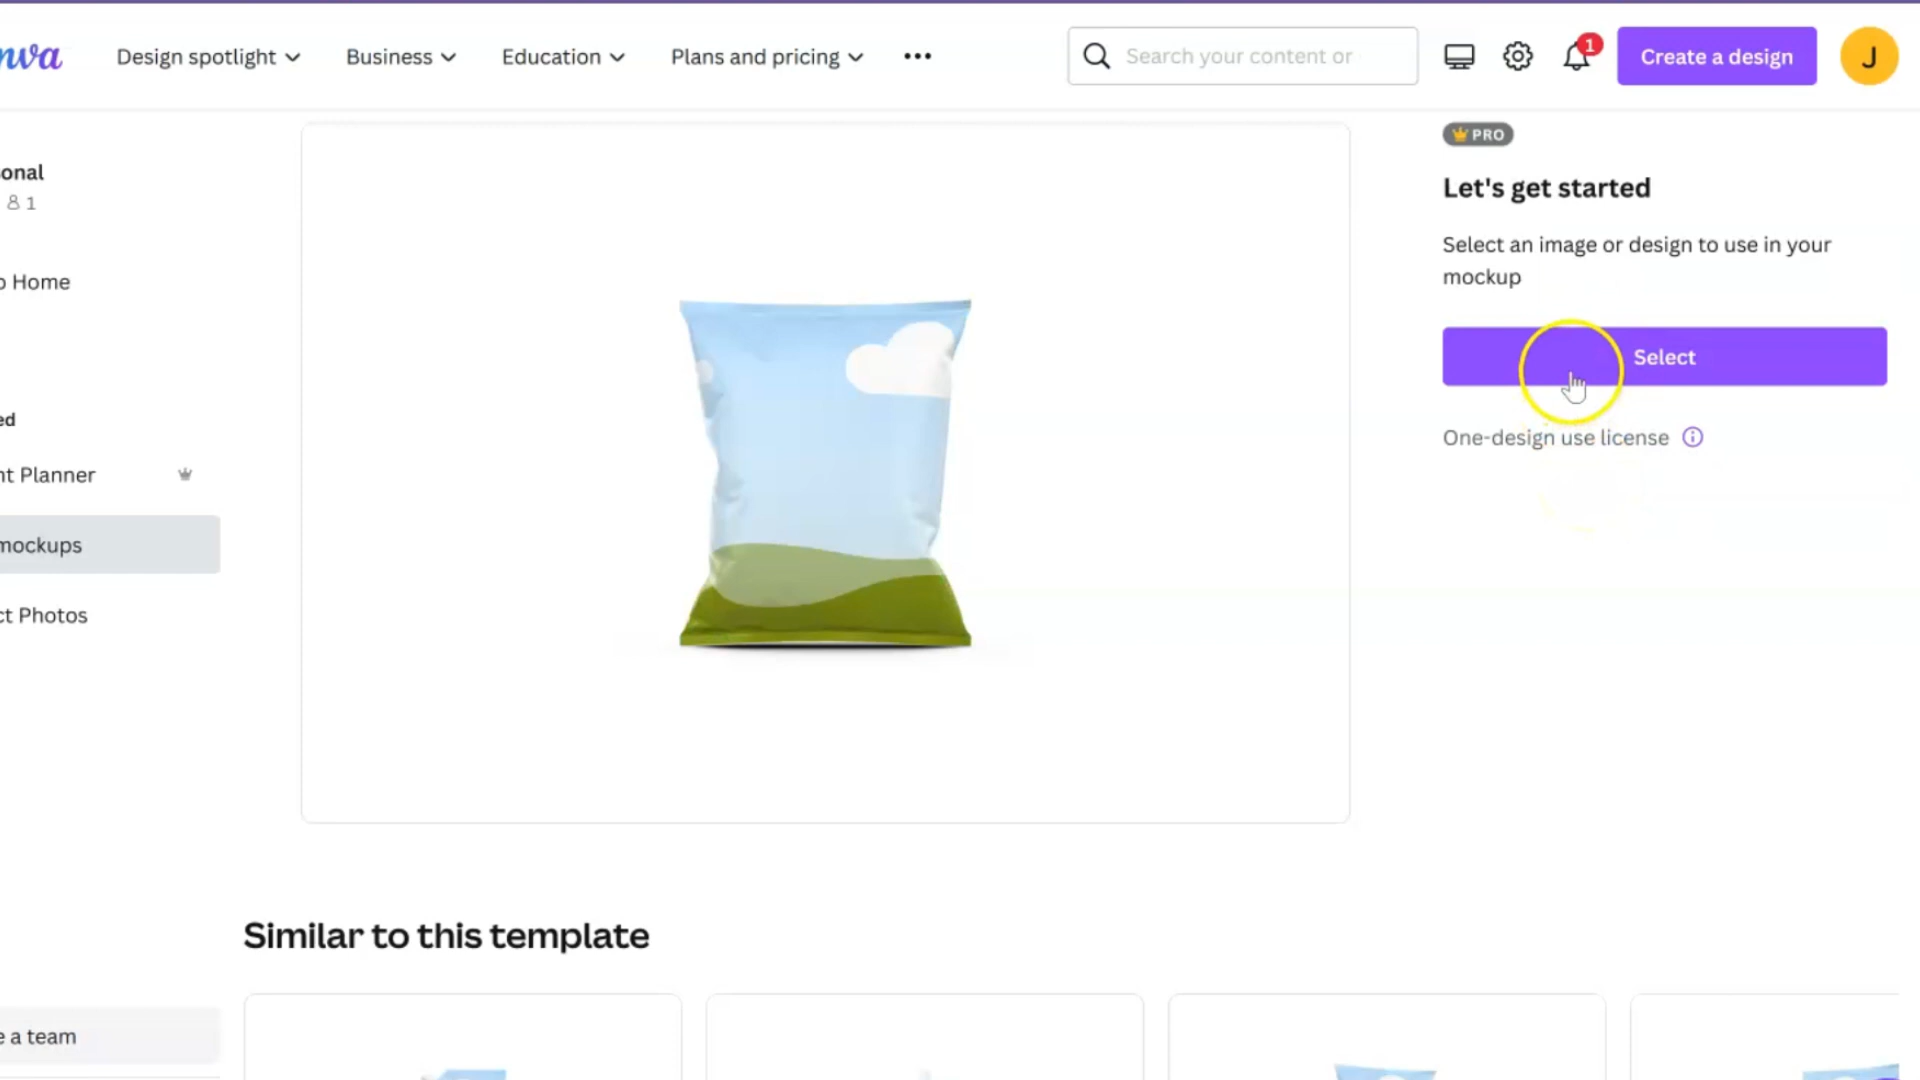 nva
Design spotlight
Business
Education
Plans and pricing
•••
Search your content or
1
Create a design
J
onal
1
o Home
ed
nt Planner
mockups
ct Photos
PRO
Let's get started
Select an image or design to use in your
mockup
Select
One-design use license
Similar to this template
e a team